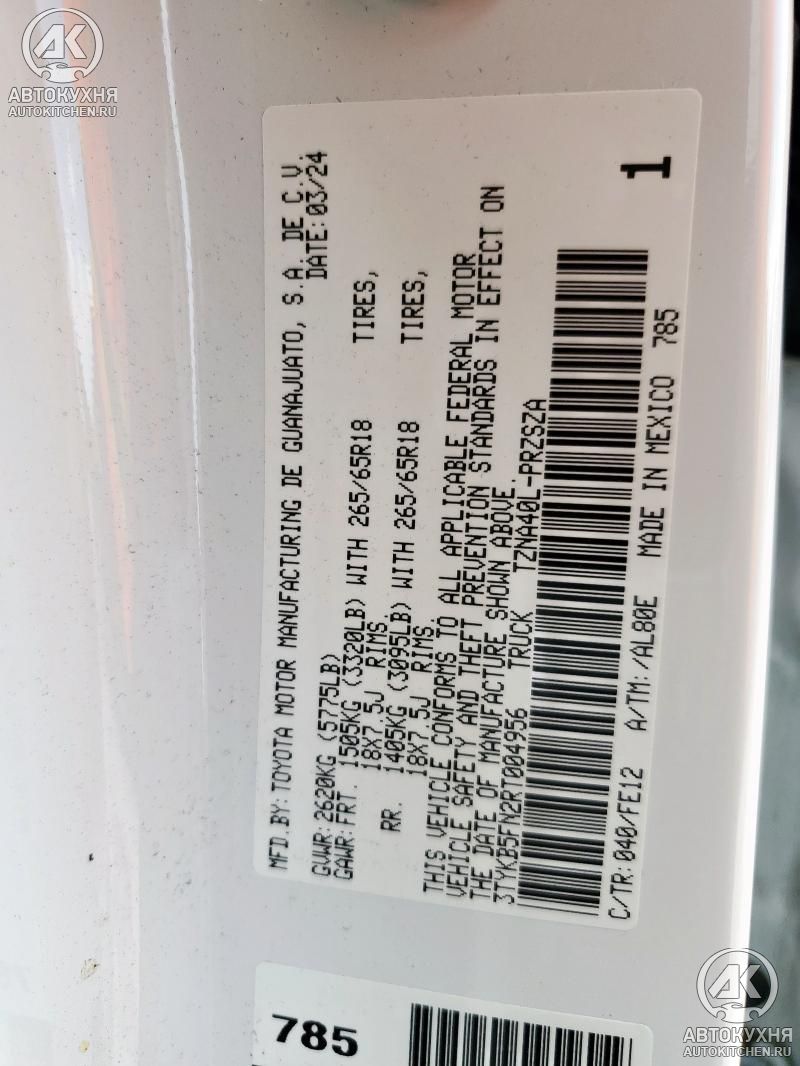 АВТОКУХНЯ
AUTOKITCHEN.RU
MFD.BY:TOYOTA MOTOR MANUFACTURING DE GUANAJUATO, S.A. DE C.V.
DATE:03/24
GVWR:2620KG (5775LB)
GAWR:FRT. 1505KG (3320LB) WITH 265/65R18 TIRES,
18X7.5J RIMS.
RR. 1405KG (3095LB) WITH 265/65R18 TIRES,
18X7.5J RIMS.
THIS VEHICLE CONFORMS TO ALL APPLICABLE FEDERAL MOTOR
VEHICLE SAFETY AND THEFT PREVENTION STANDARDS IN EFFECT ON
THE DATE OF MANUFACTURE SHOWN ABOVE.
3TYKB5FN2RT004956 TRUCK TZNA40L-PRZSZA
1
C/TR:040/FE12 A/TM:/AL80E MADE IN MEXICO 785
785
АВТОКУХНЯ
AUTOKITCHEN.RU